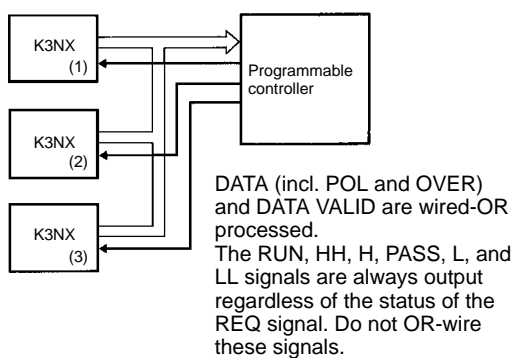 K3NX
(1)
Programmable
controller
K3NX
(2)
K3NX
(3)
DATA (incl. POL and OVER)
and DATA VALID are wired-OR
processed.
The RUN, HH, H, PASS, L, and
LL signals are always output
regardless of the status of the
REQ signal. Do not OR-wire
these signals.